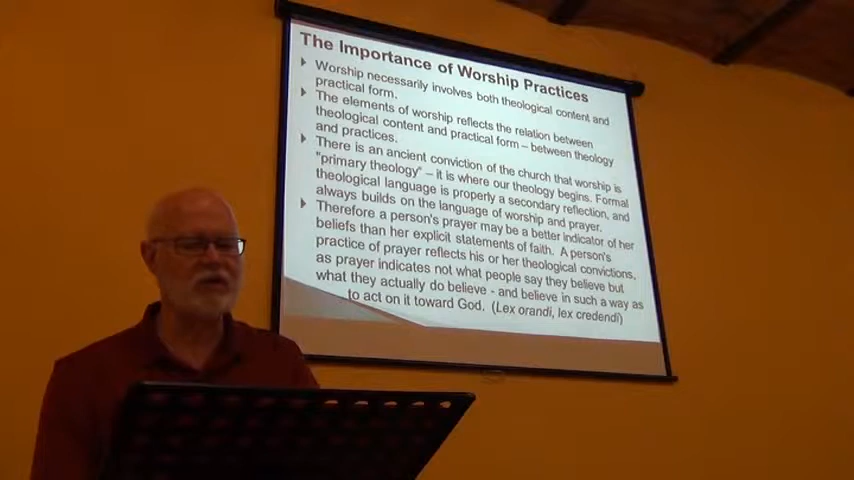 The Importance of Worship Practices
Worship necessarily involves both theological content and
practical form.
The elements of worship reflects the relation between
theological content and practical form – between theology
and practices.
There is an ancient conviction of the church that worship is
"primary theology" – it is where our theology begins. Formal
theological language is properly a secondary reflection, and
always builds on the language of worship and prayer.
Therefore a person's prayer may be a better indicator of her
beliefs than her explicit statements of faith. A person's
practice of prayer reflects his or her theological convictions,
as prayer indicates not what people say they believe but
what they actually do believe - and believe in such a way as
to act on it toward God. (Lex orandi, lex credendi)